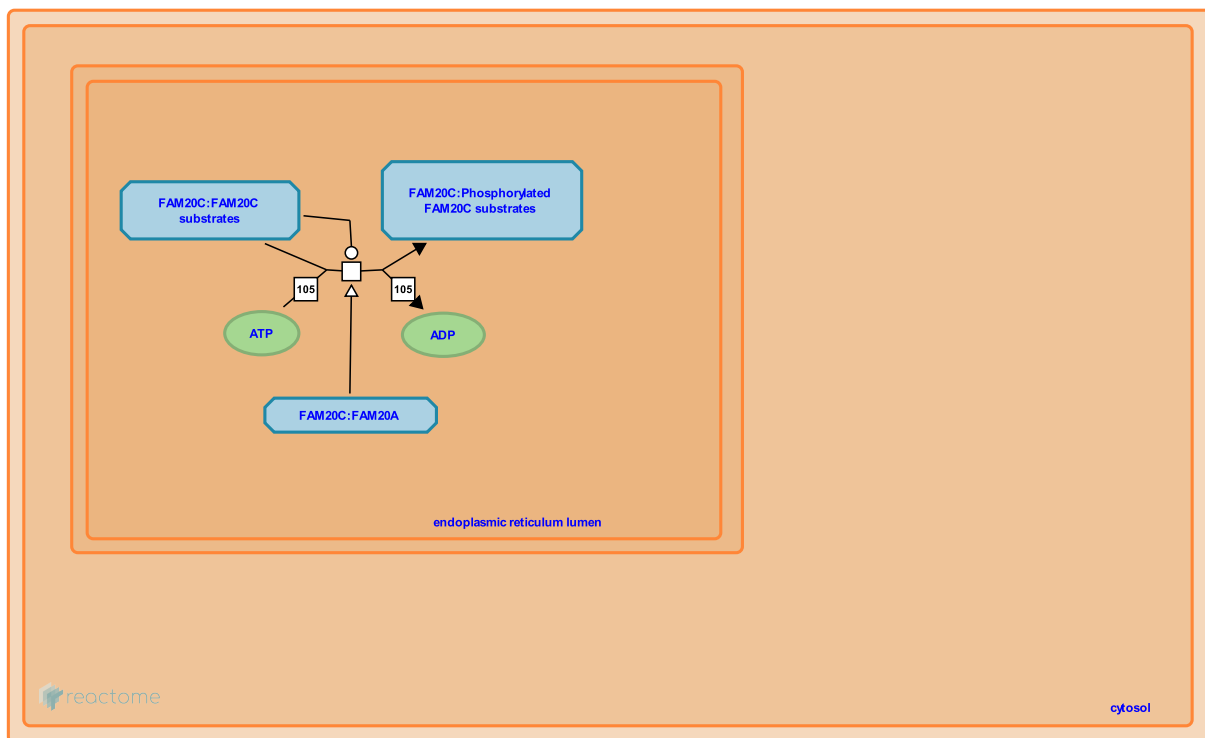 FAM20C:FAM20C
substrates
FAM20C:Phosphorylated
FAM20C substrates
105
105
ATP
ADP
FAM20C:FAM20A
endoplasmic reticulum lumen
reactome
cytosol